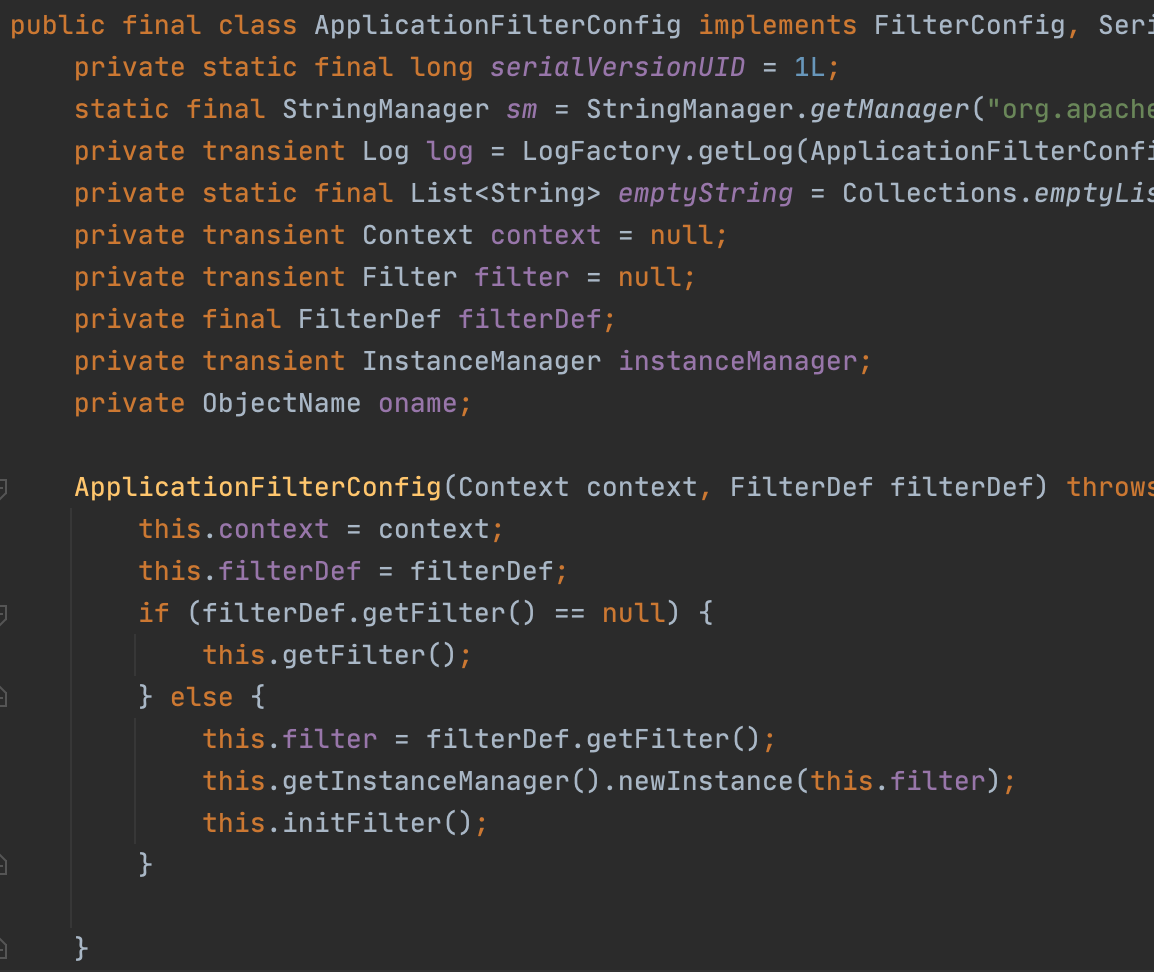 public final class ApplicationFilterConfig implements FilterConfig, Seri
private static final long serialVersionUID = 1L;
static final StringManager sm = StringManager.getManager("org.apache
private transient Log log = LogFactory.getLog(ApplicationFilterConfi
private static final List<String> emptyString = Collections.emptyLis
private transient Context context = null;
private transient Filter filter = null;
private final FilterDef filterDef;
private transient InstanceManager instanceManager;
private ObjectName oname;
ApplicationFilterConfig(Context context, FilterDef filterDef) throws
this.context = context;
this.filterDef = filterDef;
if (filterDef.getFilter() == null) {
this.getFilter();
} else {
this.filter = filterDef.getFilter();
this.getInstanceManager().newInstance(this.filter);
this.initFilter();
}
}